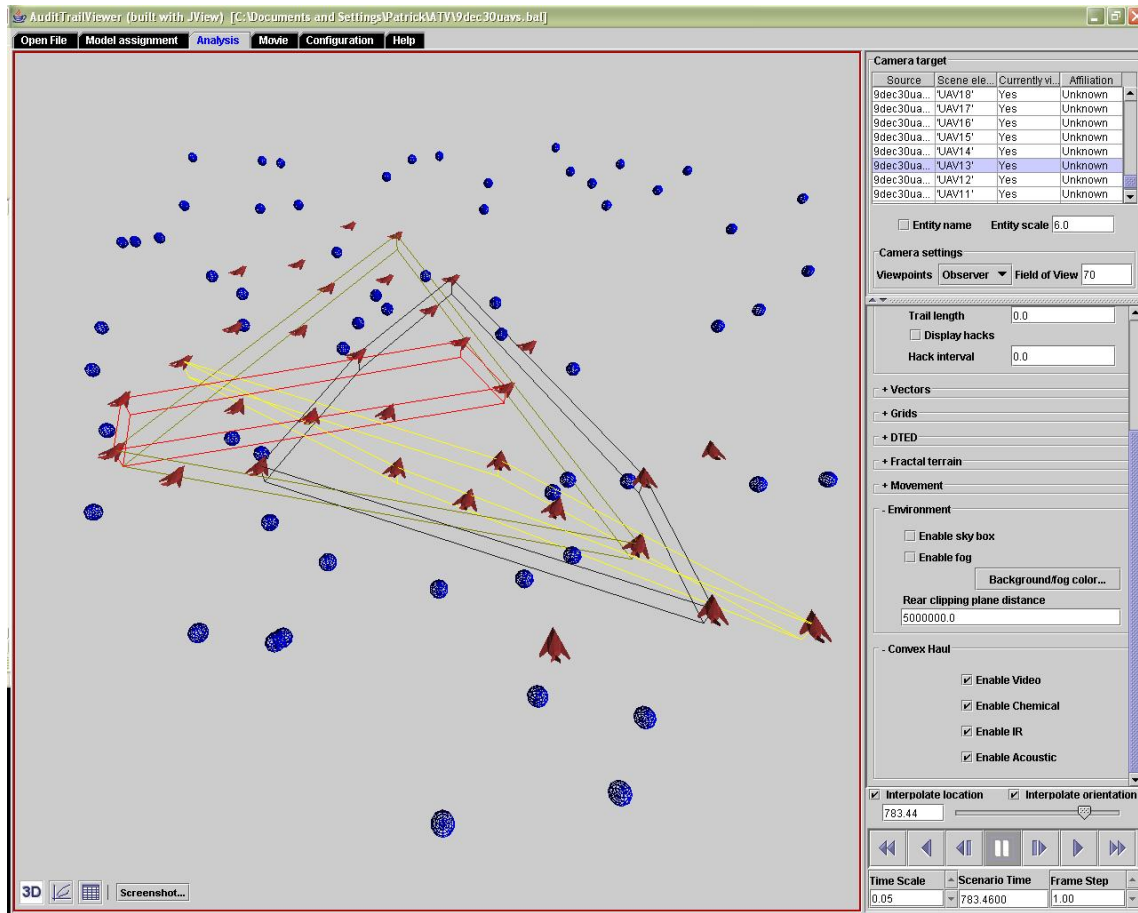 AuditTrailViewer (built with JView) [C:\Documents and Settings\Patrick\ATV\9dec30uavs.bat]
Open File Model assignment Analysis Movie Configuration Help
Camera target
Source Scene ele... Currently vi... Affiliation
9dec30ua... 'UAV18' Yes Unknown
9dec30ua... 'UAV17' Yes Unknown
9dec30ua... 'UAV16' Yes Unknown
9dec30ua... 'UAV15' Yes Unknown
9dec30ua... 'UAV14' Yes Unknown
9dec30ua... 'UAV13' Yes Unknown
9dec30ua... 'UAV12' Yes Unknown
9dec30ua... 'UAV11' Yes Unknown
Entity name Entity scale 6.0
Camera settings
Viewpoints Observer Field of View 70
Trail length 0.0
Display hacks
Hack interval 0.0
+ Vectors
+ Grids
+ DTED
+ Fractal terrain
+ Movement
- Environment
Enable sky box
Enable fog
Background/fog color...
Rear clipping plane distance
5000000.0
- Convex Haul
Enable Video
Enable Chemical
Enable IR
Enable Acoustic
Interpolate location Interpolate orientation
783.44
3D Screenshot...
Time Scale Scenario Time Frame Step
0.05 783.4600 1.00